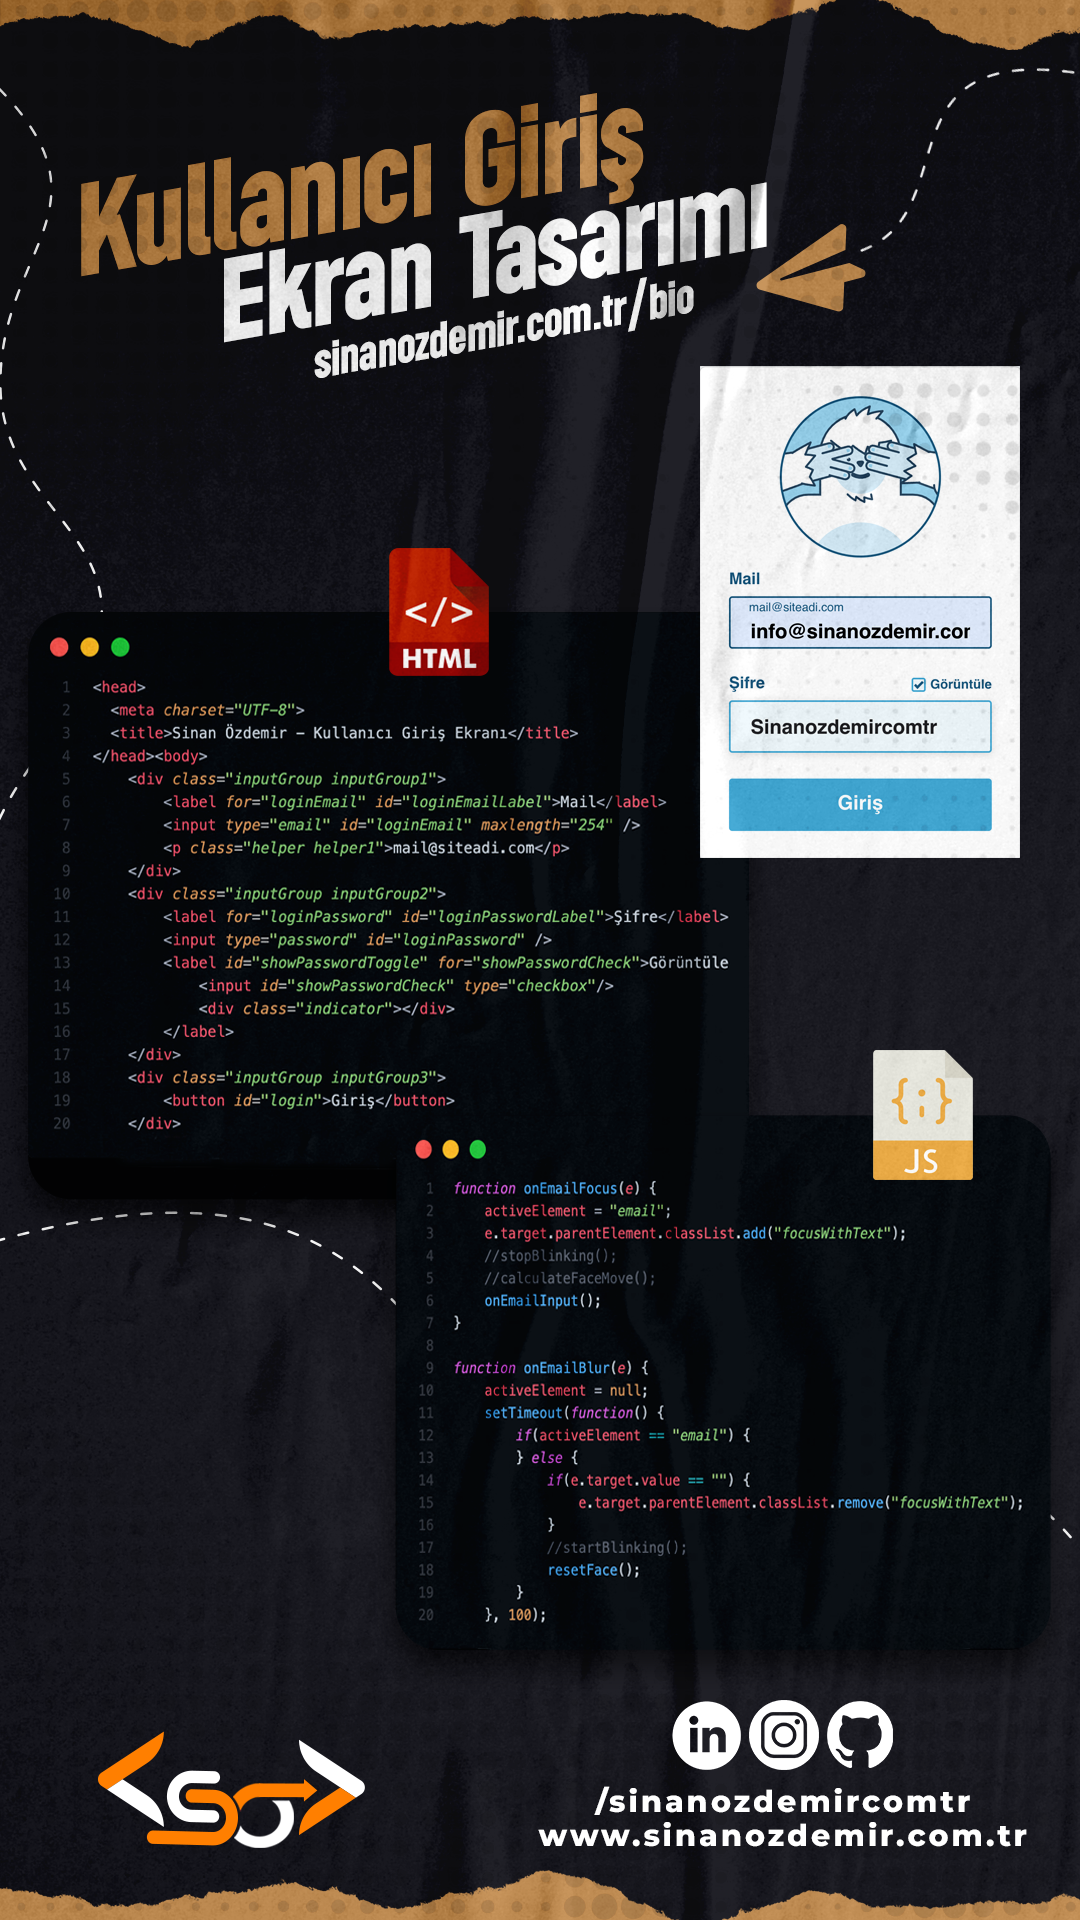 Kullanıcı Giriş
Ekran Tasarımı
sinanozdemir.com.tr/bio
Mail
mail@siteadi.com
info@sinanozdemir.cor
Şifre
Görüntüle
Sinanozdemircomtr
Giriş
</>
HTML
1 <head>
2 <meta charset="UTF-8">
3 <title>Sinan Özdemir - Kullanıcı Giriş Ekranı</title>
4 </head><body>
5 <div class="inputGroup inputGroup1">
6 <label for="loginEmail" id="loginEmailLabel">Mail</label>
7 <input type="email" id="loginEmail" maxlength="254" />
8 <p class="helper helper1">mail@siteadi.com</p>
9 </div>
10 <div class="inputGroup inputGroup2">
11 <label for="loginPassword" id="loginPasswordLabel">Şifre</label>
12 <input type="password" id="loginPassword" />
13 <label id="showPasswordToggle" for="showPasswordCheck">Görüntüle
14 <input id="showPasswordCheck" type="checkbox"/>
15 <div class="indicator"></div>
16 </label>
17 </div>
18 <div class="inputGroup inputGroup3">
19 <button id="login">Giriş</button>
20 </div>
{;}
JS
1 function onEmailFocus(e) {
2 activeElement = "email";
3 e.target.parentElement.classList.add("focusWithText");
4 //stopBlinking();
5 //calculateFaceMove();
6 onEmailInput();
7 }
8
9 function onEmailBlur(e) {
10 activeElement = null;
11 setTimeout(function() {
12 if(activeElement == "email") {
13 } else {
14 if(e.target.value == "") {
15 e.target.parentElement.classList.remove("focusWithText");
16 }
17 //startBlinking();
18 resetFace();
19 }
20 }, 100);
in
/sinanozdemircomtr
www.sinanozdemir.com.tr
<so>